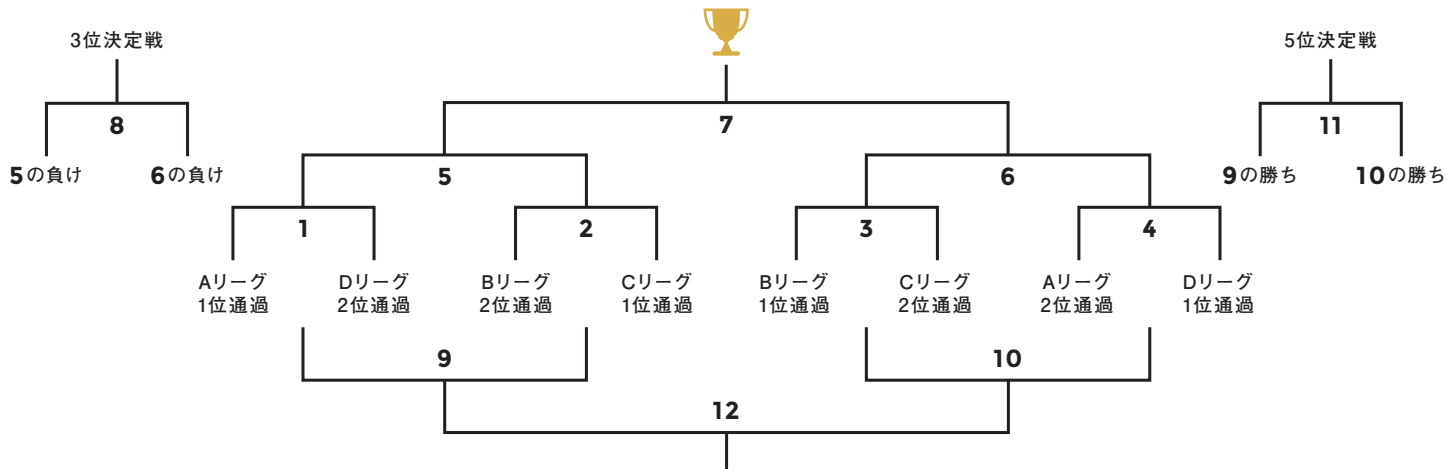 3位決定戦
5位決定戦
7
8
11
5の負け
6の負け
5
6
9の勝ち
10の勝ち
1
2
3
4
Aリーグ
1位通過
Dリーグ
2位通過
Bリーグ
2位通過
Cリーグ
1位通過
Bリーグ
1位通過
Cリーグ
2位通過
Aリーグ
2位通過
Dリーグ
1位通過
9
10
12